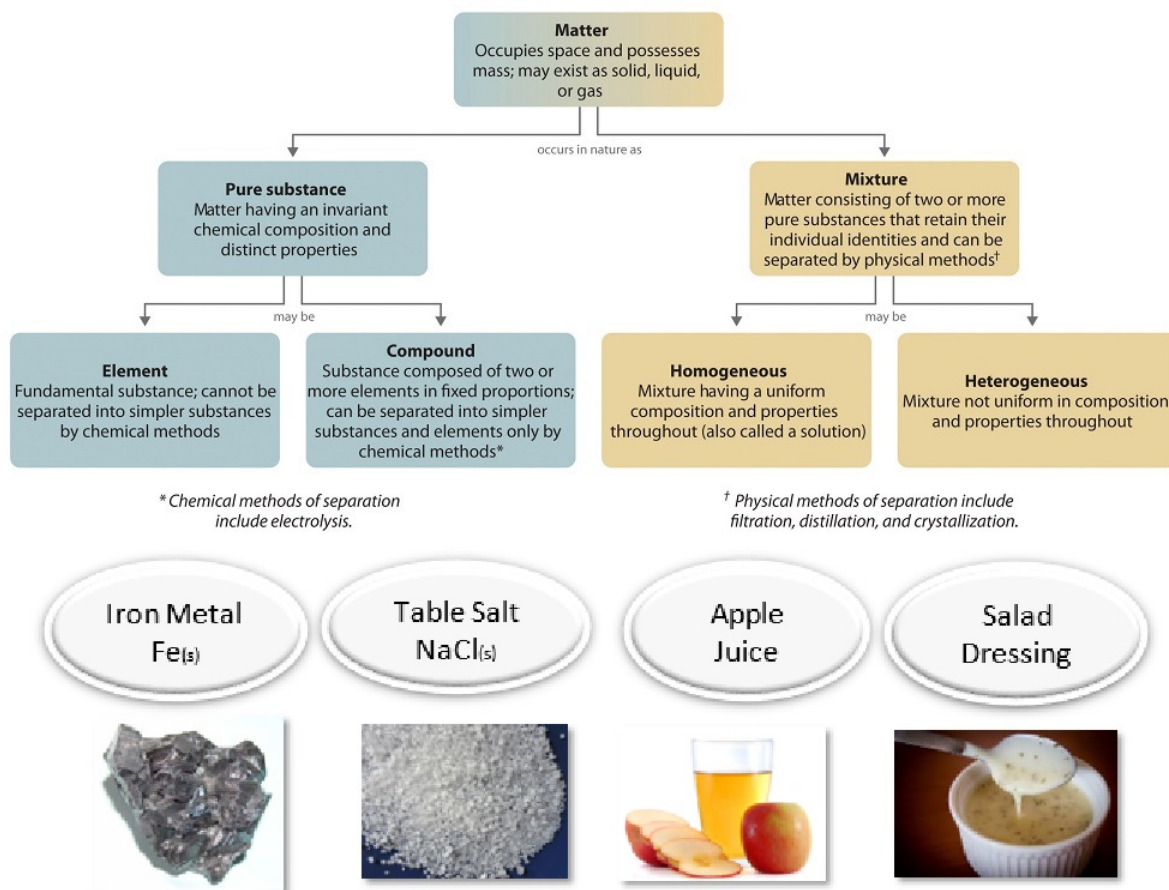 Matter
Occupies space and possesses
mass; may exist as solid, liquid,
or gas
occurs in nature as
Pure substance
Matter having an invariant
chemical composition and
distinct properties
Mixture
Matter consisting of two or more
pure substances that retain their
individual identities and can be
separated by physical methods†
may be
may be
Element
Fundamental substance; cannot be
separated into simpler substances
by chemical methods
Compound
Substance composed of two or
more elements in fixed proportions;
can be separated into simpler
substances and elements only by
chemical methods*
Homogeneous
Mixture having a uniform
composition and properties
throughout (also called a solution)
Heterogeneous
Mixture not uniform in composition
and properties throughout
* Chemical methods of separation
include electrolysis.
† Physical methods of separation include
filtration, distillation, and crystallization.
Iron Metal
Fe(s)
Table Salt
NaCl(s)
Apple
Juice
Salad
Dressing